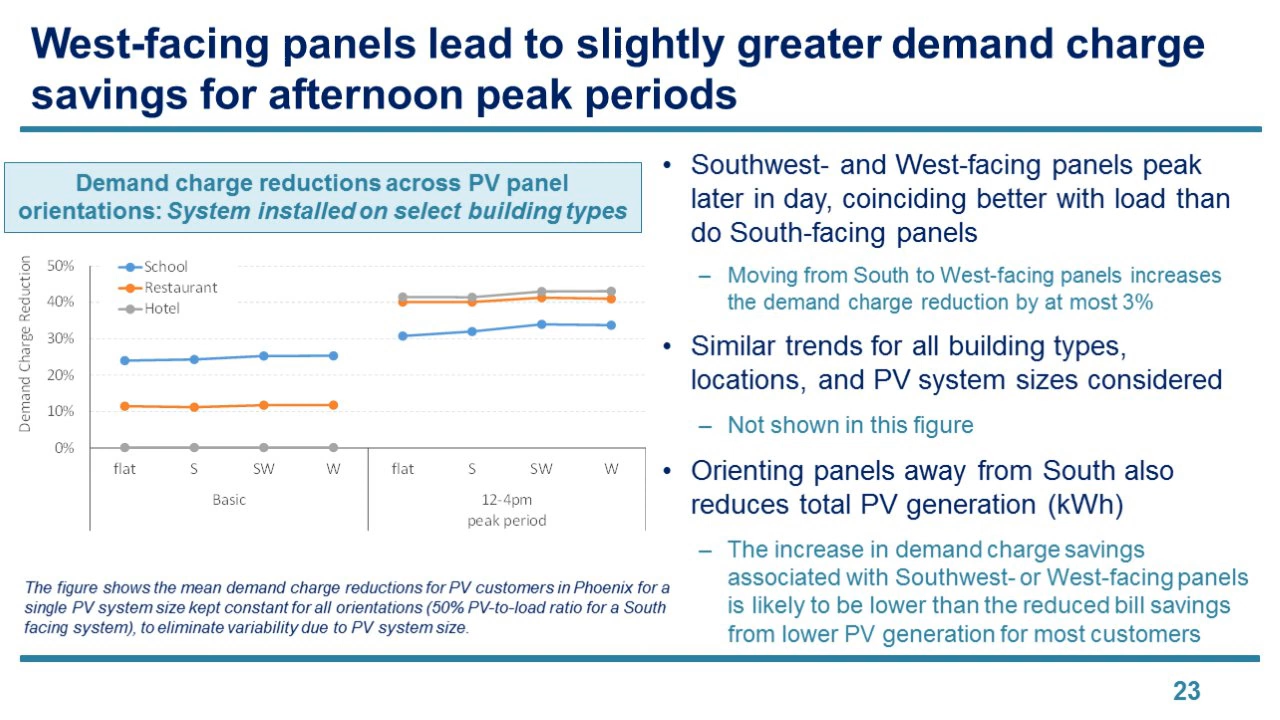 West-facing panels lead to slightly greater demand charge
savings for afternoon peak periods
Demand charge reductions across PV panel
orientations: System installed on select building types
Demand Charge Reduction
50%
40%
30%
20%
10%
0%
School
Restaurant
Hotel
flat S SW W flat S SW W
Basic 12-4pm
peak period
The figure shows the mean demand charge reductions for PV customers in Phoenix for a
single PV system size kept constant for all orientations (50% PV-to-load ratio for a South
facing system), to eliminate variability due to PV system size.
• Southwest- and West-facing panels peak
later in day, coinciding better with load than
do South-facing panels
– Moving from South to West-facing panels increases
the demand charge reduction by at most 3%
• Similar trends for all building types,
locations, and PV system sizes considered
– Not shown in this figure
• Orienting panels away from South also
reduces total PV generation (kWh)
– The increase in demand charge savings
associated with Southwest- or West-facing panels
is likely to be lower than the reduced bill savings
from lower PV generation for most customers
23